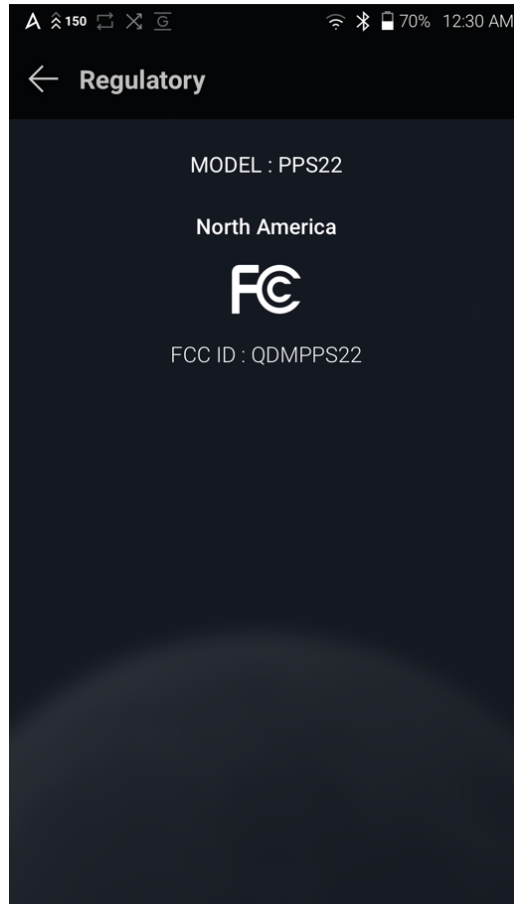 A 150 G 70% 12:30 AM
Regulatory
MODEL : PPS22
North America
FC
FCC ID : QDMPPS22